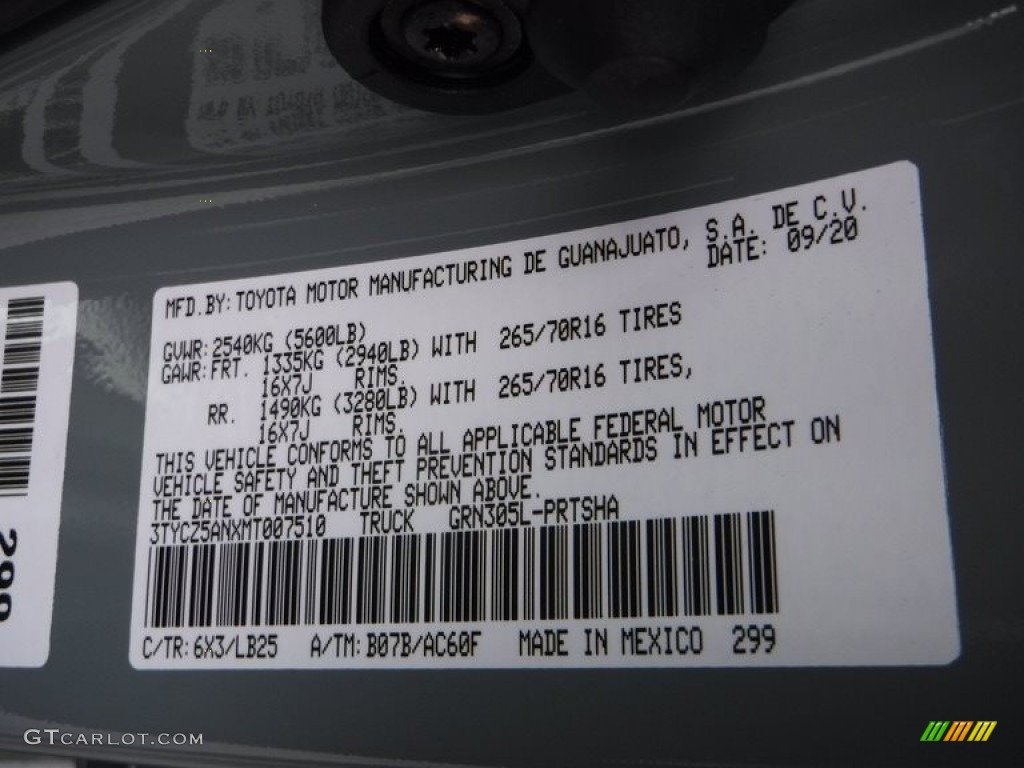 MFD.BY: TOYOTA MOTOR MANUFACTURING DE GUANAJUATO, S.A. DE C.V.
DATE: 09/20
GVWR: 2540KG (5600LB)
GAWR: FRT. 1335KG (2940LB) WITH 265/70R16 TIRES
16X7J RIMS.
RR. 1490KG (3280LB) WITH 265/70R16 TIRES,
16X7J RIMS.
THIS VEHICLE CONFORMS TO ALL APPLICABLE FEDERAL MOTOR
VEHICLE SAFETY AND THEFT PREVENTION STANDARDS IN EFFECT ON
THE DATE OF MANUFACTURE SHOWN ABOVE.
3TYCZ5ANXMT007510 TRUCK GRN305L-PRTSHA
C/TR: 6X3/LB25 A/TM: B07B/AC60F MADE IN MEXICO 299
299
GTCARLOT.COM